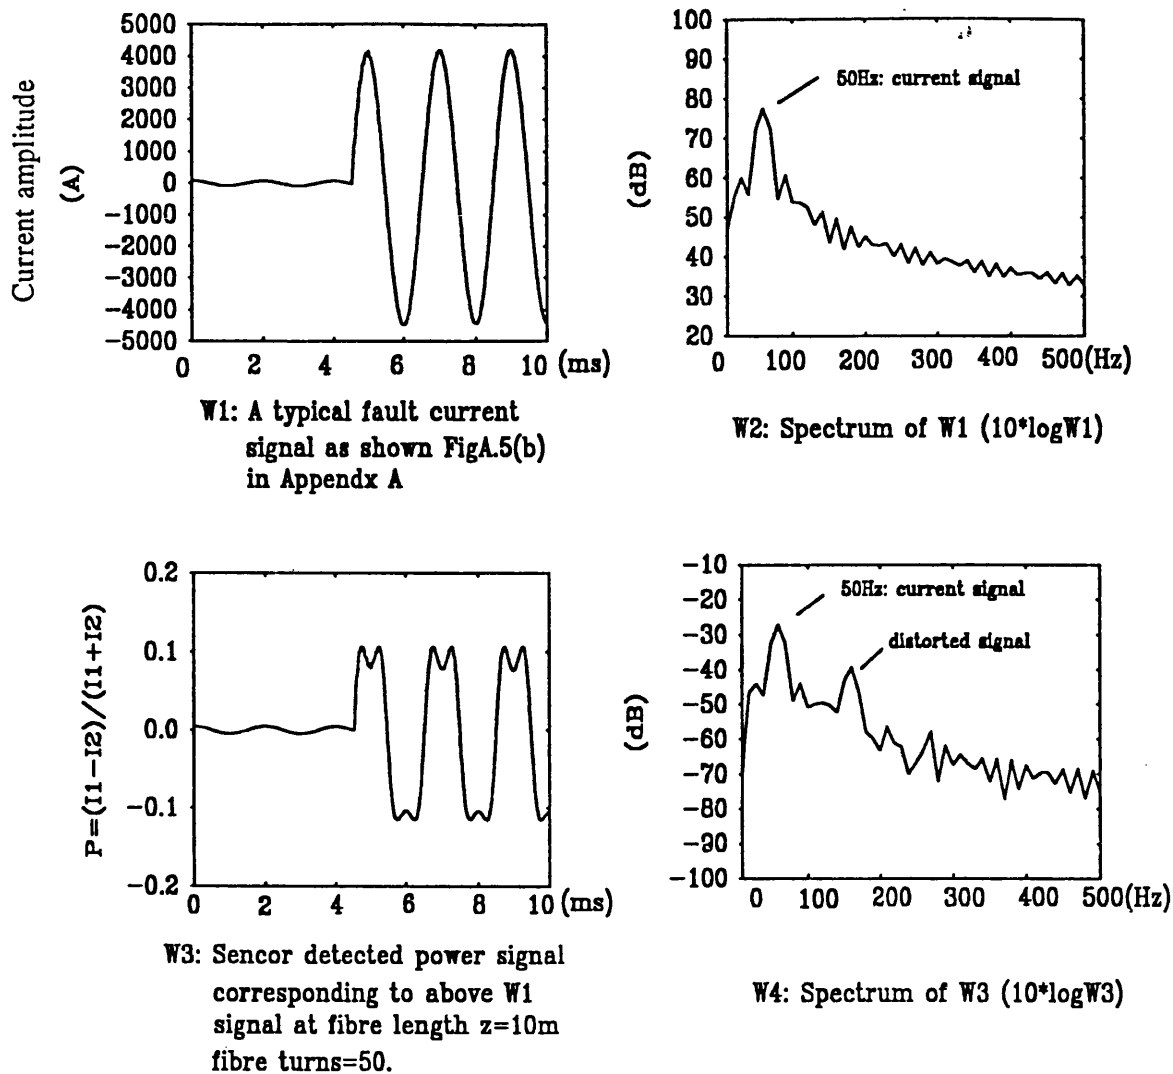 5000
4000
3000
2000
1000
0
−1000
−2000
−3000
−4000
−5000
Current amplitude
(A)
0 2 4 6 8 10 (ms)
W1: A typical fault current
signal as shown FigA.5(b)
in Appendx A
100
90
80
70
60
50
40
30
20
(dB)
50Hz: current signal
0 100 200 300 400 500(Hz)
W2: Spectrum of W1 (10*logW1)
0.2
0.1
0.0
−0.1
−0.2
P=(I1−I2)/(I1+I2)
0 2 4 6 8 10 (ms)
W3: Sencor detected power signal
corresponding to above W1
signal at fibre length z=10m
fibre turns=50.
−10
−20
−30
−40
−50
−60
−70
−80
−90
−100
(dB)
50Hz: current signal
distorted signal
0 100 200 300 400 500(Hz)
W4: Spectrum of W3 (10*logW3)